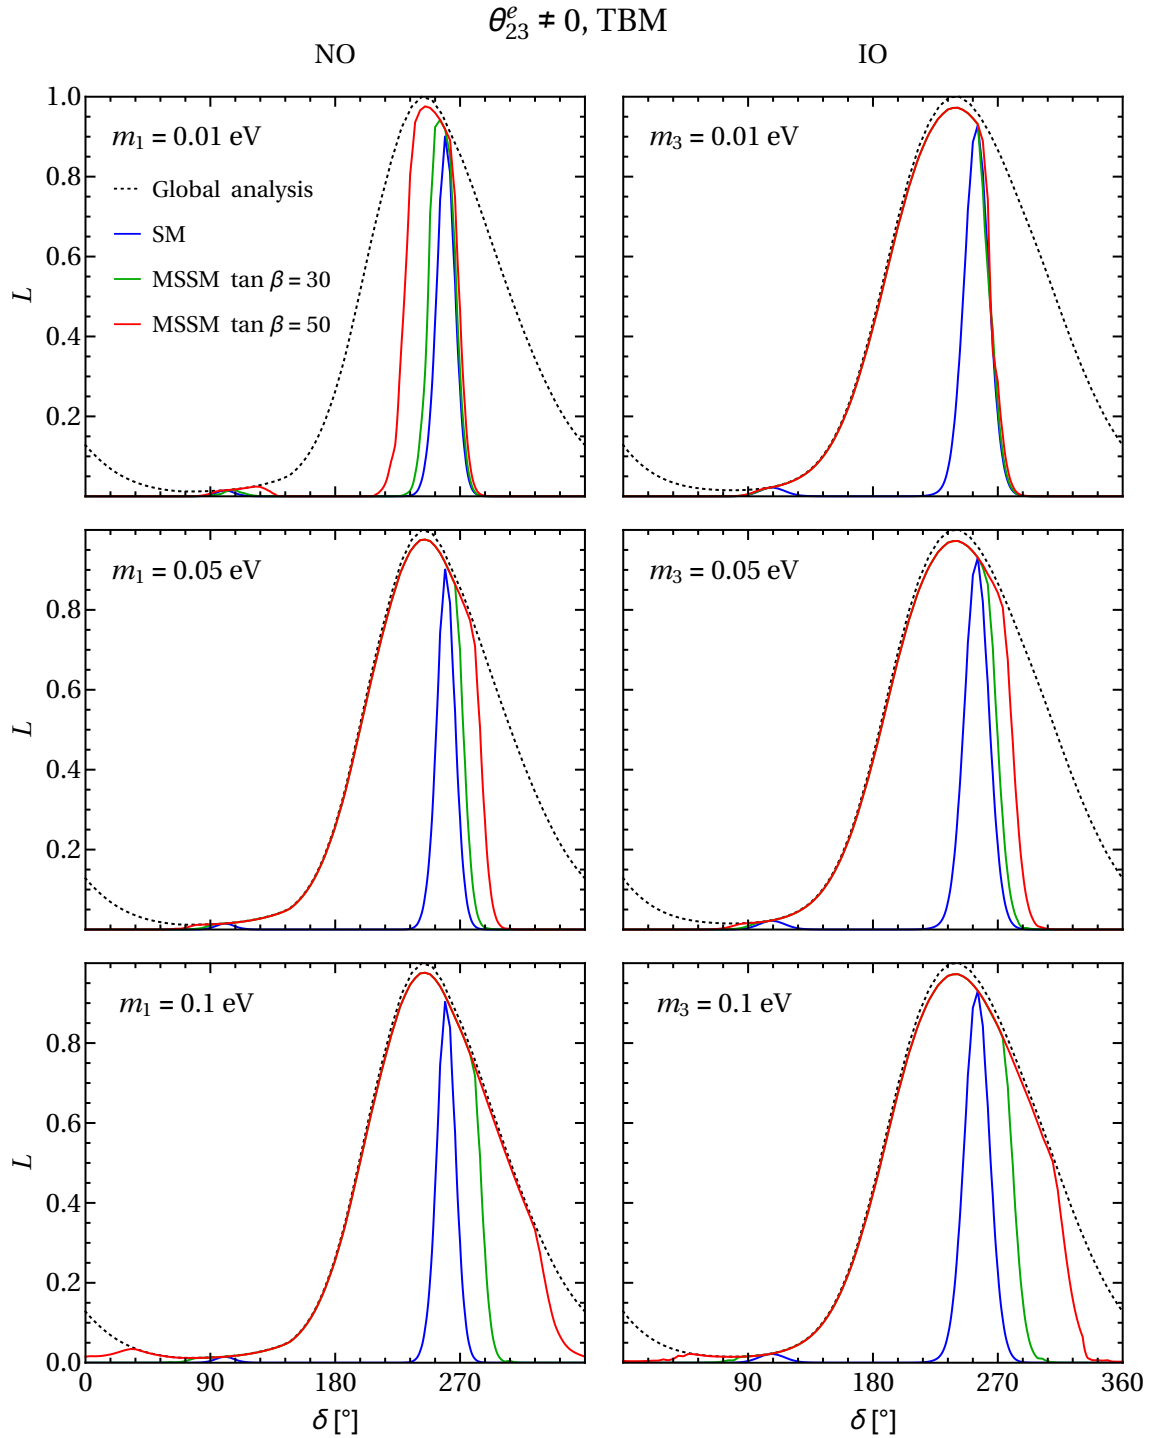 θ₂₃ᵉ ≠ 0, TBM
NO
IO
1.0
0.8
0.6
0.4
0.2
L
m₁ = 0.01 eV
Global analysis
SM
MSSM tan β = 30
MSSM tan β = 50
m₃ = 0.01 eV
0.8
0.6
0.4
0.2
L
m₁ = 0.05 eV
m₃ = 0.05 eV
0.8
0.6
0.4
0.2
0.0
L
m₁ = 0.1 eV
m₃ = 0.1 eV
0 90 180 270
90 180 270 360
δ [°]
δ [°]